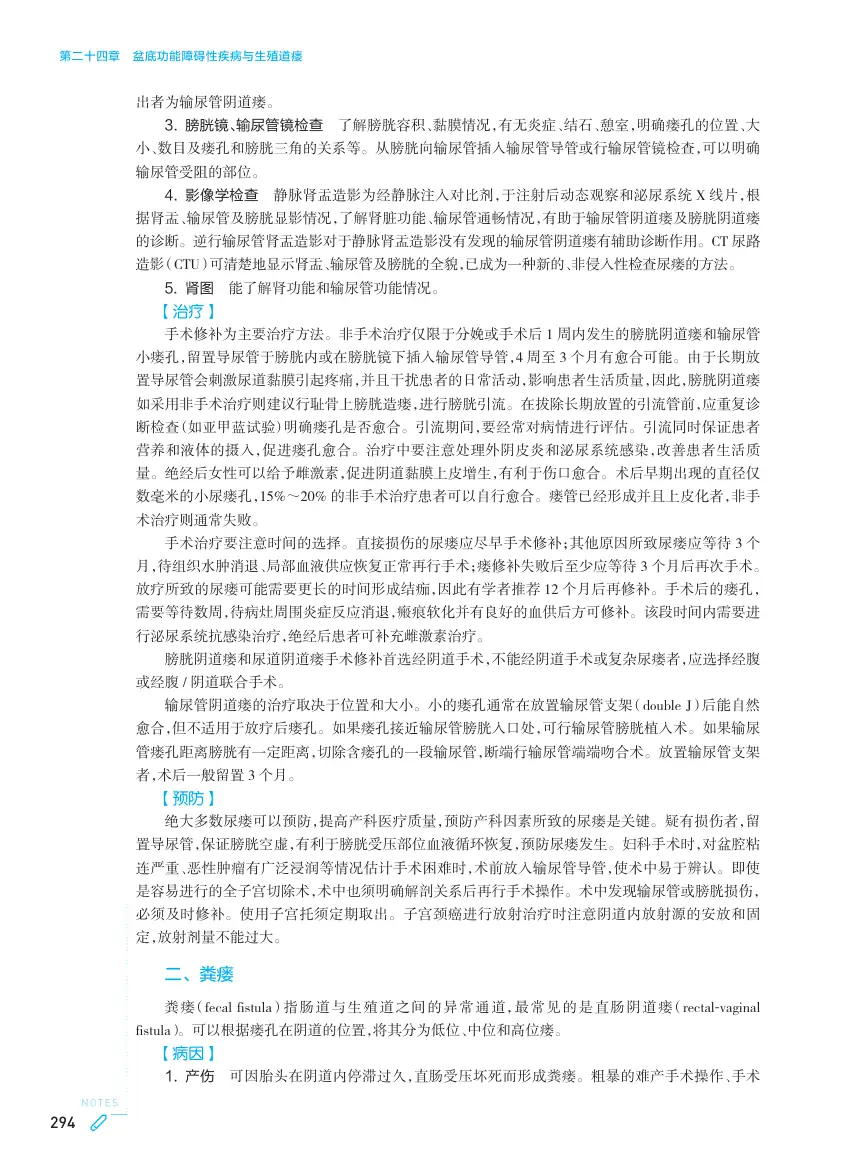 第二十四章 盆底功能障碍性疾病与生殖道瘘
出者为输尿管阴道瘘。
3. 膀胱镜、输尿管镜检查 了解膀胱容积、黏膜情况，有无炎症、结石、憩室，明确瘘孔的位置、大
小、数目及瘘孔和膀胱三角的关系等。从膀胱向输尿管插入输尿管导管或行输尿管镜检查，可以明确
输尿管受阻的部位。
4. 影像学检查 静脉肾盂造影为经静脉注入对比剂，于注射后动态观察和泌尿系统 X 线片，根
据肾盂、输尿管及膀胱显影情况，了解肾脏功能、输尿管通畅情况，有助于输尿管阴道瘘及膀胱阴道瘘
的诊断。逆行输尿管肾盂造影对于静脉肾盂造影没有发现的输尿管阴道瘘有辅助诊断作用。CT 尿路
造影（CTU）可清楚地显示肾盂、输尿管及膀胱的全貌，已成为一种新的、非侵入性检查尿瘘的方法。
5. 肾图 能了解肾功能和输尿管功能情况。
【治疗】
手术修补为主要治疗方法。非手术治疗仅限于分娩或手术后 1 周内发生的膀胱阴道瘘和输尿管
小瘘孔，留置导尿管于膀胱内或在膀胱镜下插入输尿管导管，4 周至 3 个月有愈合可能。由于长期放
置导尿管会刺激尿道黏膜引起疼痛，并且干扰患者的日常活动，影响患者生活质量，因此，膀胱阴道瘘
如采用非手术治疗则建议行耻骨上膀胱造瘘，进行膀胱引流。在拔除长期放置的引流管前，应重复诊
断检查（如亚甲蓝试验）明确瘘孔是否愈合。引流期间，要经常对病情进行评估。引流同时保证患者
营养和液体的摄入，促进瘘孔愈合。治疗中要注意处理外阴皮炎和泌尿系统感染，改善患者生活质
量。绝经后女性可以给予雌激素，促进阴道黏膜上皮增生，有利于伤口愈合。术后早期出现的直径仅
数毫米的小尿瘘孔，15%～20% 的非手术治疗患者可以自行愈合。瘘管已经形成并且上皮化者，非手
术治疗则通常失败。
手术治疗要注意时间的选择。直接损伤的尿瘘应尽早手术修补；其他原因所致尿瘘应等待 3 个
月，待组织水肿消退、局部血液供应恢复正常再行手术；瘘修补失败后至少应等待 3 个月后再次手术。
放疗所致的尿瘘可能需要更长的时间形成结痂，因此有学者推荐 12 个月后再修补。手术后的瘘孔，
需要等待数周，待病灶周围炎症反应消退，瘢痕软化并有良好的血供后方可修补。该段时间内需要进
行泌尿系统抗感染治疗，绝经后患者可补充雌激素治疗。
膀胱阴道瘘和尿道阴道瘘手术修补首选经阴道手术，不能经阴道手术或复杂尿瘘者，应选择经腹
或经腹 / 阴道联合手术。
输尿管阴道瘘的治疗取决于位置和大小。小的瘘孔通常在放置输尿管支架（double J）后能自然
愈合，但不适用于放疗后瘘孔。如果瘘孔接近输尿管膀胱入口处，可行输尿管膀胱植入术。如果输尿
管瘘孔距离膀胱有一定距离，切除含瘘孔的一段输尿管，断端行输尿管端端吻合术。放置输尿管支架
者，术后一般留置 3 个月。
【预防】
绝大多数尿瘘可以预防，提高产科医疗质量，预防产科因素所致的尿瘘是关键。疑有损伤者，留
置导尿管，保证膀胱空虚，有利于膀胱受压部位血液循环恢复，预防尿瘘发生。妇科手术时，对盆腔粘
连严重、恶性肿瘤有广泛浸润等情况估计手术困难时，术前放入输尿管导管，使术中易于辨认。即使
是容易进行的全子宫切除术，术中也须明确解剖关系后再行手术操作。术中发现输尿管或膀胱损伤，
必须及时修补。使用子宫托须定期取出。子宫颈癌进行放射治疗时注意阴道内放射源的安放和固
定，放射剂量不能过大。
二、粪瘘
粪瘘（fecal fistula）指肠道与生殖道之间的异常通道，最常见的是直肠阴道瘘（rectal-vaginal
fistula）。可以根据瘘孔在阴道的位置，将其分为低位、中位和高位瘘。
【病因】
1. 产伤 可因胎头在阴道内停滞过久，直肠受压坏死而形成粪瘘。粗暴的难产手术操作、手术
NOTES
294